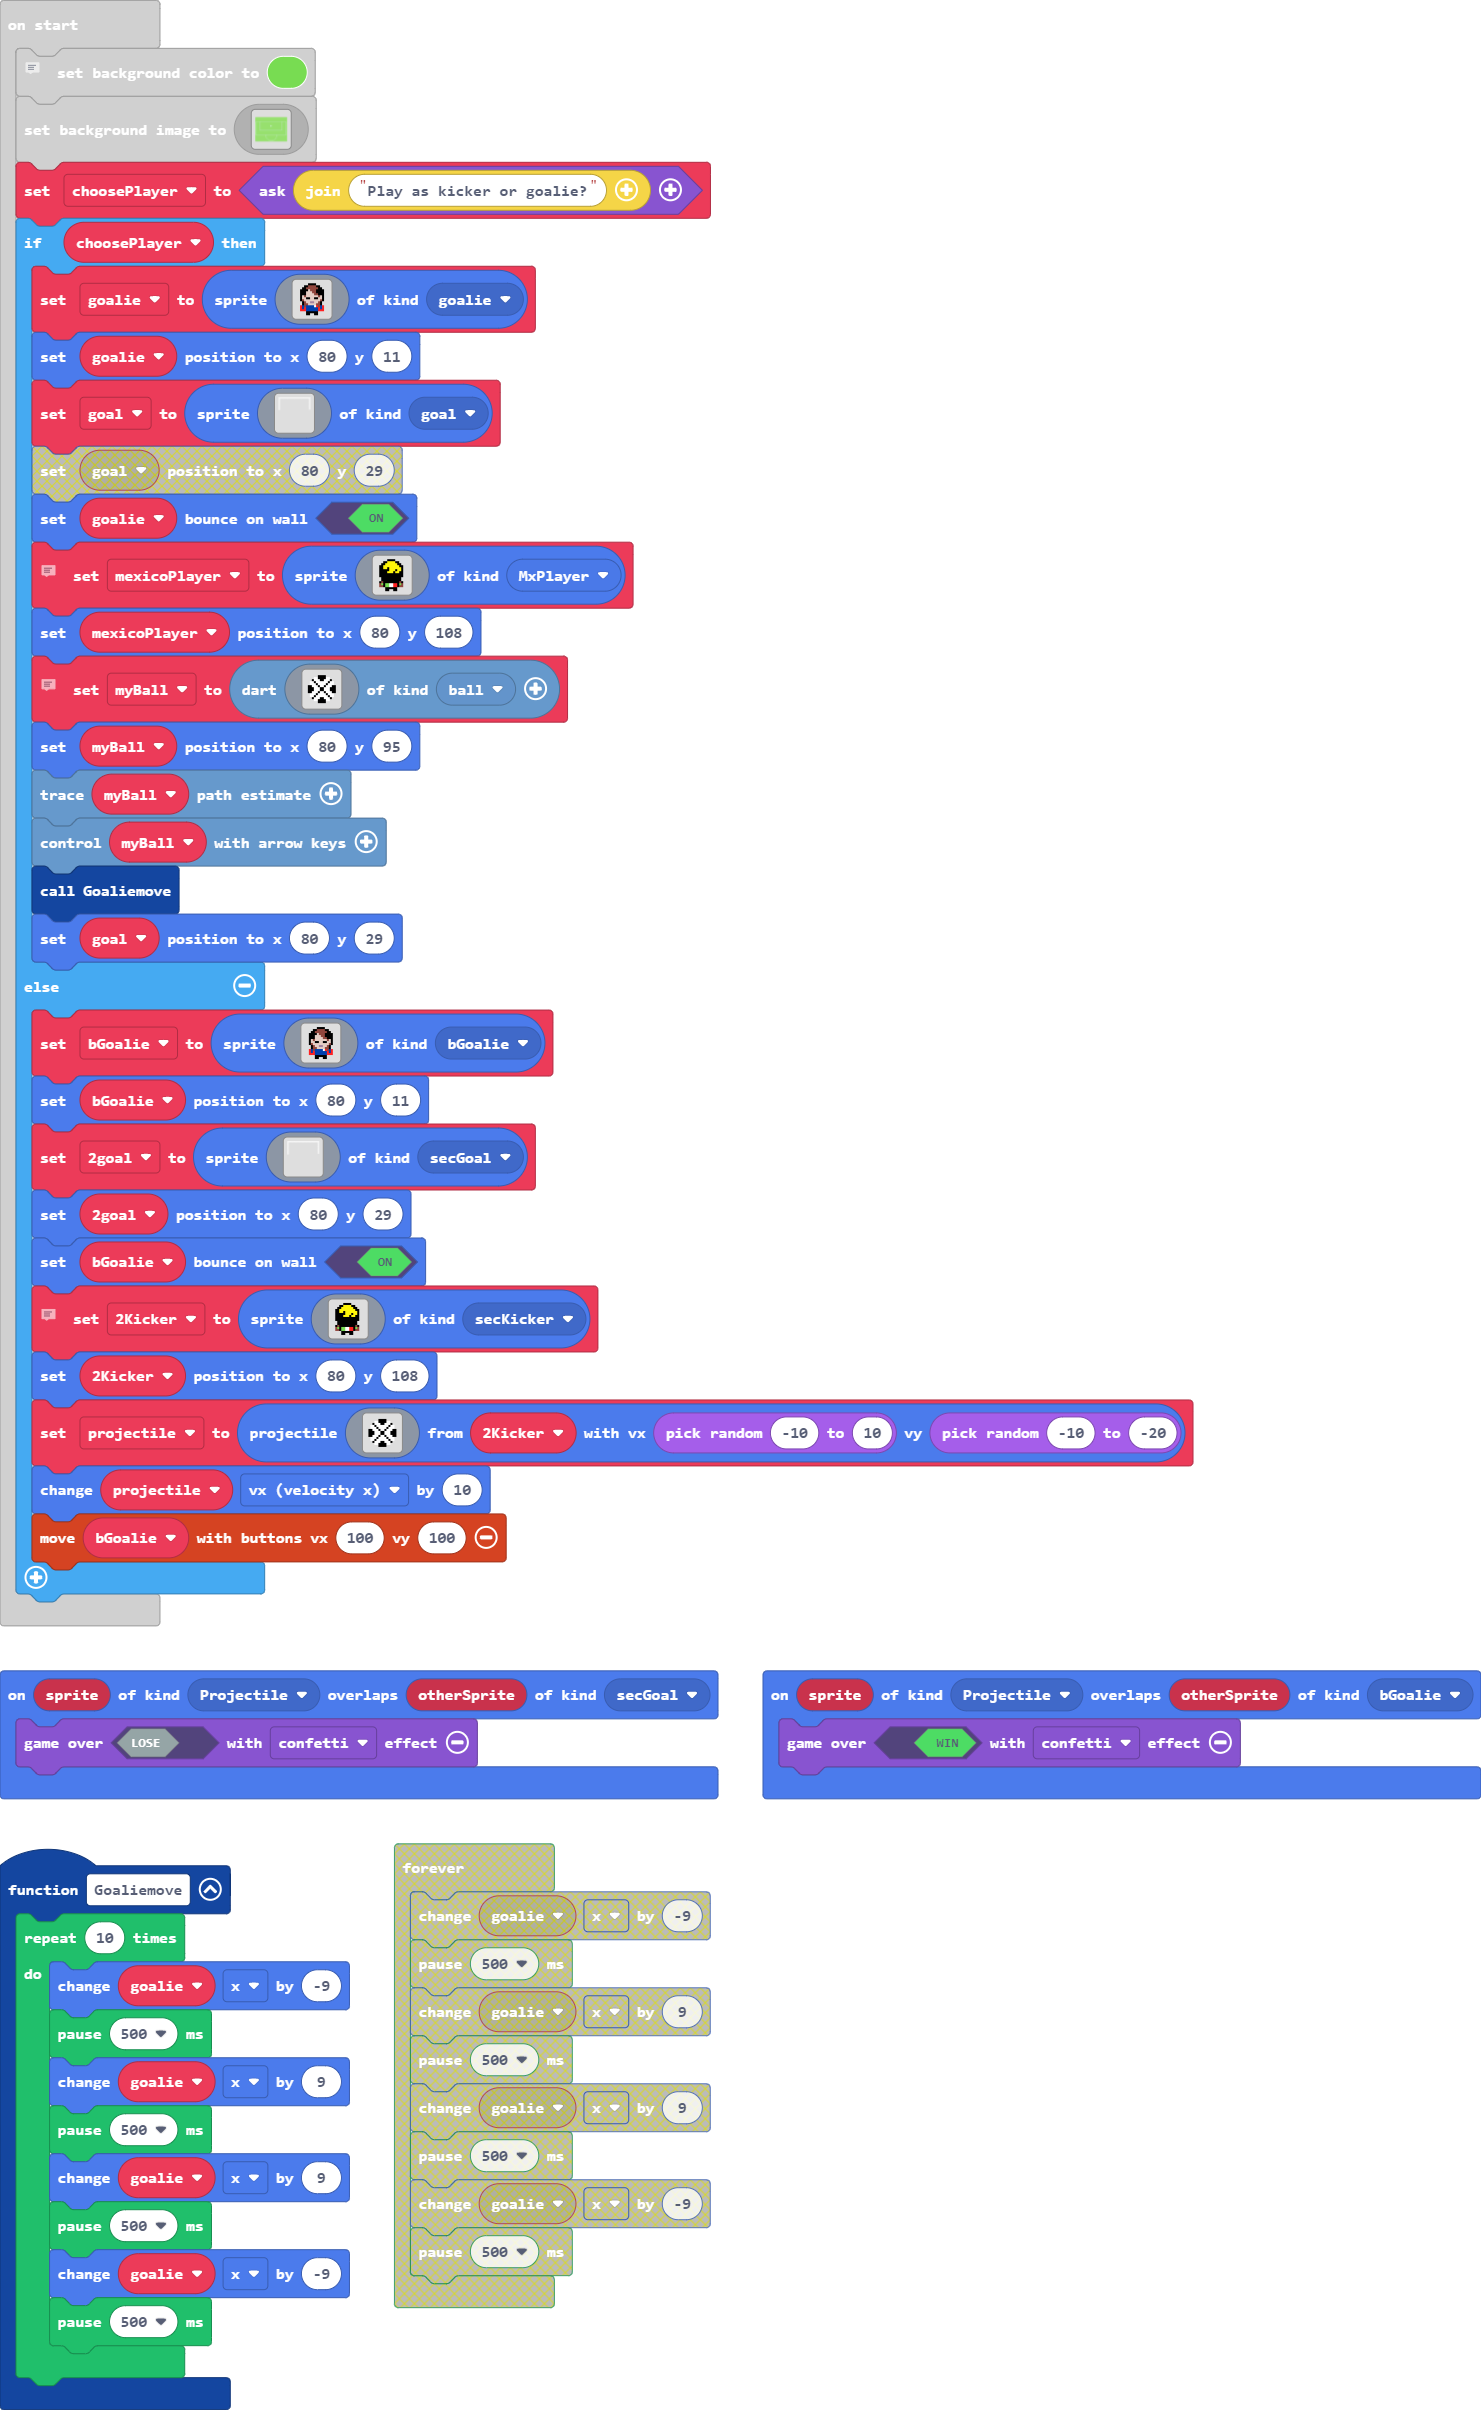 on start
set background color to
set background image to
set choosePlayer to ask join "Play as kicker or goalie?"
if choosePlayer then
set goalie to sprite of kind goalie
set goalie position to x 80 y 11
set goal to sprite of kind goal
set goal position to x 80 y 29
set goalie bounce on wall ON
set mexicoPlayer to sprite of kind MxPlayer
set mexicoPlayer position to x 80 y 108
set myBall to dart of kind ball
set myBall position to x 80 y 95
trace myBall path estimate
control myBall with arrow keys
call Goaliemove
set goal position to x 80 y 29
else
set bGoalie to sprite of kind bGoalie
set bGoalie position to x 80 y 11
set 2goal to sprite of kind secGoal
set 2goal position to x 80 y 29
set bGoalie bounce on wall ON
set 2Kicker to sprite of kind secKicker
set 2Kicker position to x 80 y 108
set projectile to projectile from 2Kicker with vx pick random -10 to 10 vy pick random -10 to -20
change projectile vx (velocity x) by 10
move bGoalie with buttons vx 100 vy 100
on sprite of kind Projectile overlaps otherSprite of kind secGoal
game over LOSE with confetti effect
on sprite of kind Projectile overlaps otherSprite of kind bGoalie
game over WIN with confetti effect
function Goaliemove
repeat 10 times
do change goalie x by -9
pause 500 ms
change goalie x by 9
pause 500 ms
change goalie x by 9
pause 500 ms
change goalie x by -9
pause 500 ms
forever
change goalie x by -9
pause 500 ms
change goalie x by 9
pause 500 ms
change goalie x by 9
pause 500 ms
change goalie x by -9
pause 500 ms